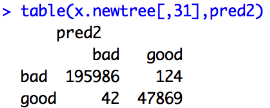 > table(x.newtree[,31],pred2)
pred2
bad good
bad 195986 124
good 42 47869